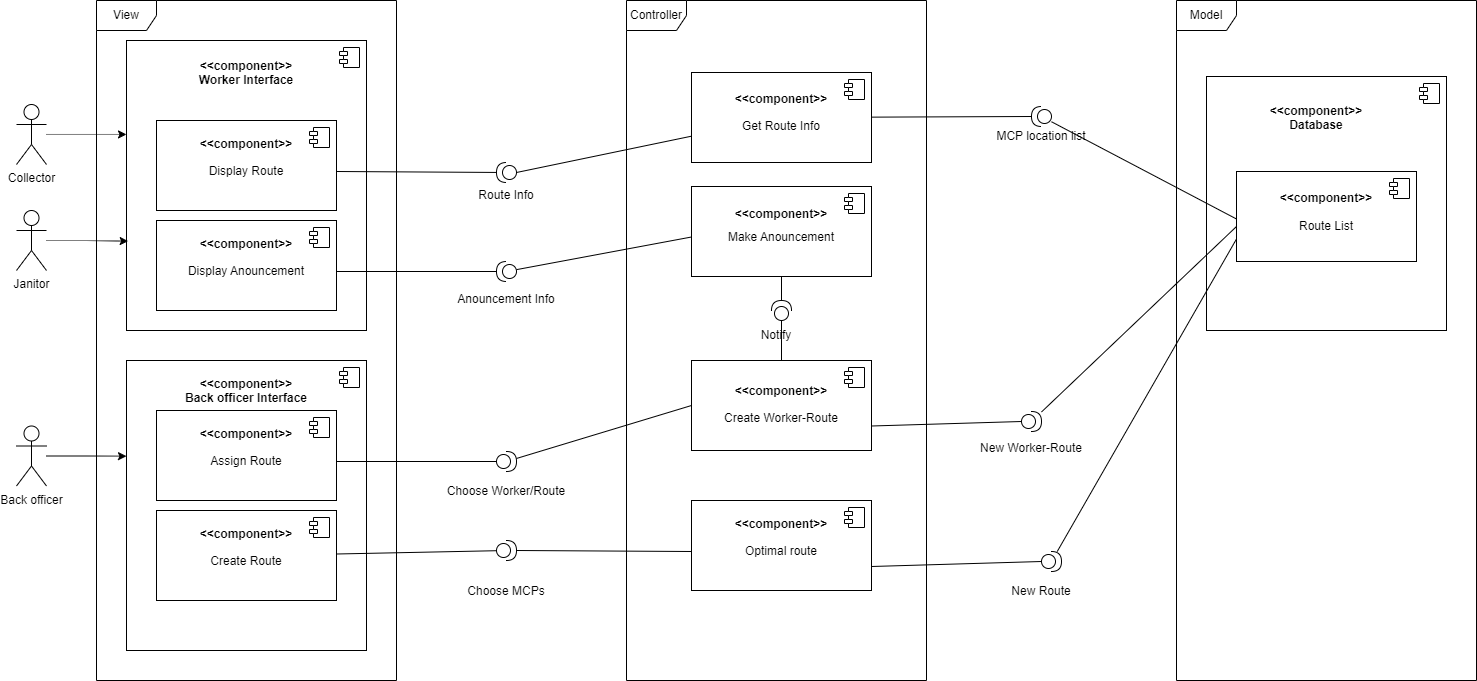 View
Controller
Model
<<component>>
Worker Interface
<<component>>
Display Route
<<component>>
Display Anouncement
Collector
Janitor
<<component>>
Back officer Interface
<<component>>
Assign Route
<<component>>
Create Route
Back officer
Route Info
Anouncement Info
Choose Worker/Route
Choose MCPs
<<component>>
Get Route Info
<<component>>
Make Anouncement
Notify
<<component>>
Create Worker-Route
<<component>>
Optimal route
MCP location list
New Worker-Route
New Route
<<component>>
Database
<<component>>
Route List